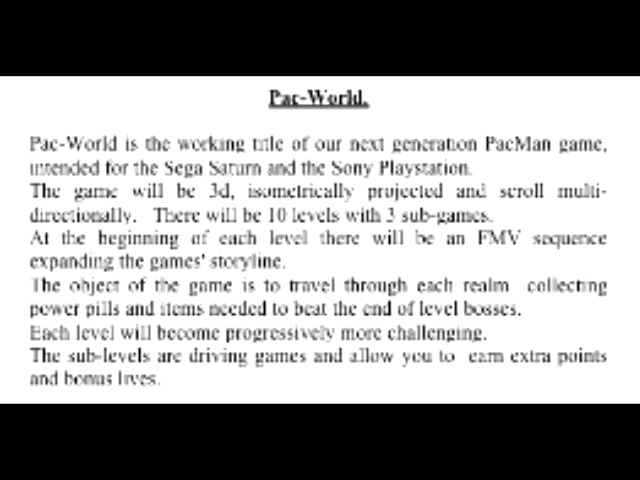 Pac-World.
Pac-World is the working title of our next generation PacMan game,
intended for the Sega Saturn and the Sony Playstation.
The game will be 3d, isometrically projected and scroll multi-
directionally. There will be 10 levels with 3 sub-games.
At the beginning of each level there will be an FMV sequence
expanding the games' storyline.
The object of the game is to travel through each realm collecting
power pills and items needed to beat the end of level bosses.
Each level will become progressively more challenging.
The sub-levels are driving games and allow you to earn extra points
and bonus lives.